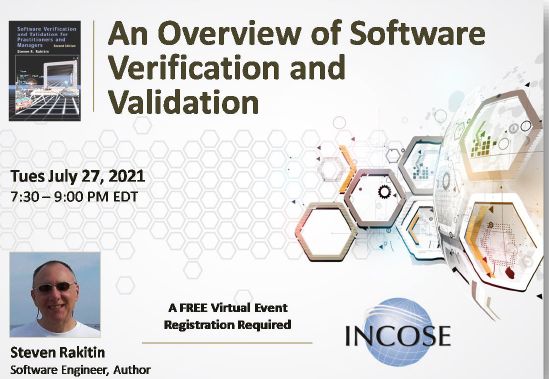 Software Verification
and Validation for
Practitioners and
Managers
Second Edition
Steven R. Rakitin
An Overview of Software
Verification and
Validation
Tues July 27, 2021
7:30 – 9:00 PM EDT
A FREE Virtual Event
Registration Required
INCOSE
Steven Rakitin
Software Engineer, Author